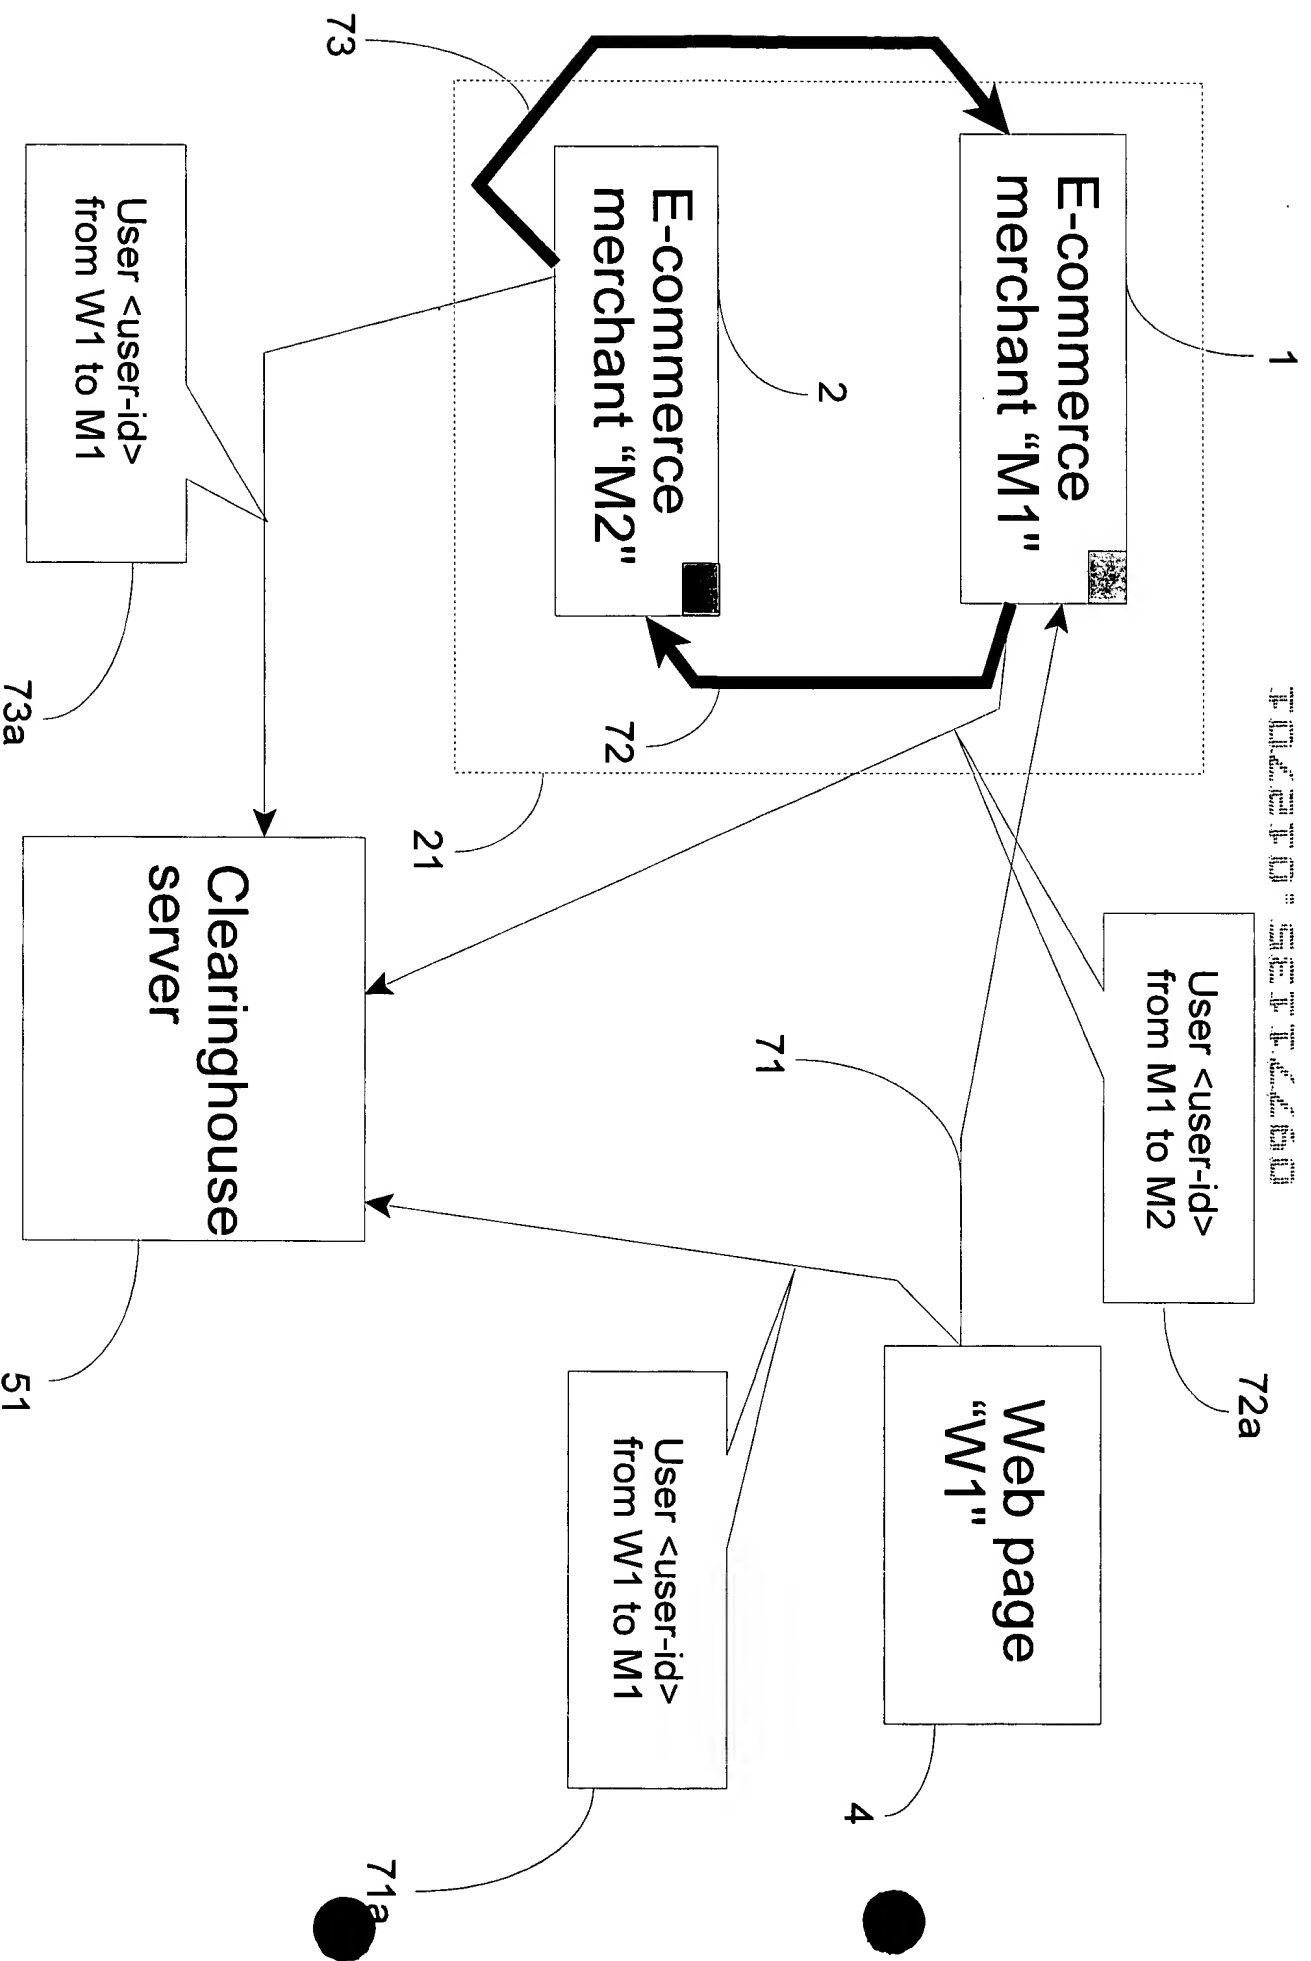 09771135.012701
1
72a
User <user-id>
from M1 to M2
E-commerce
merchant “M1"
Web page
“W1"
4
2
71
E-commerce
merchant “M2"
72
User <user-id>
from W1 to M1
21
71a
73
Clearinghouse
server
User <user-id>
from W1 to M1
73a
51